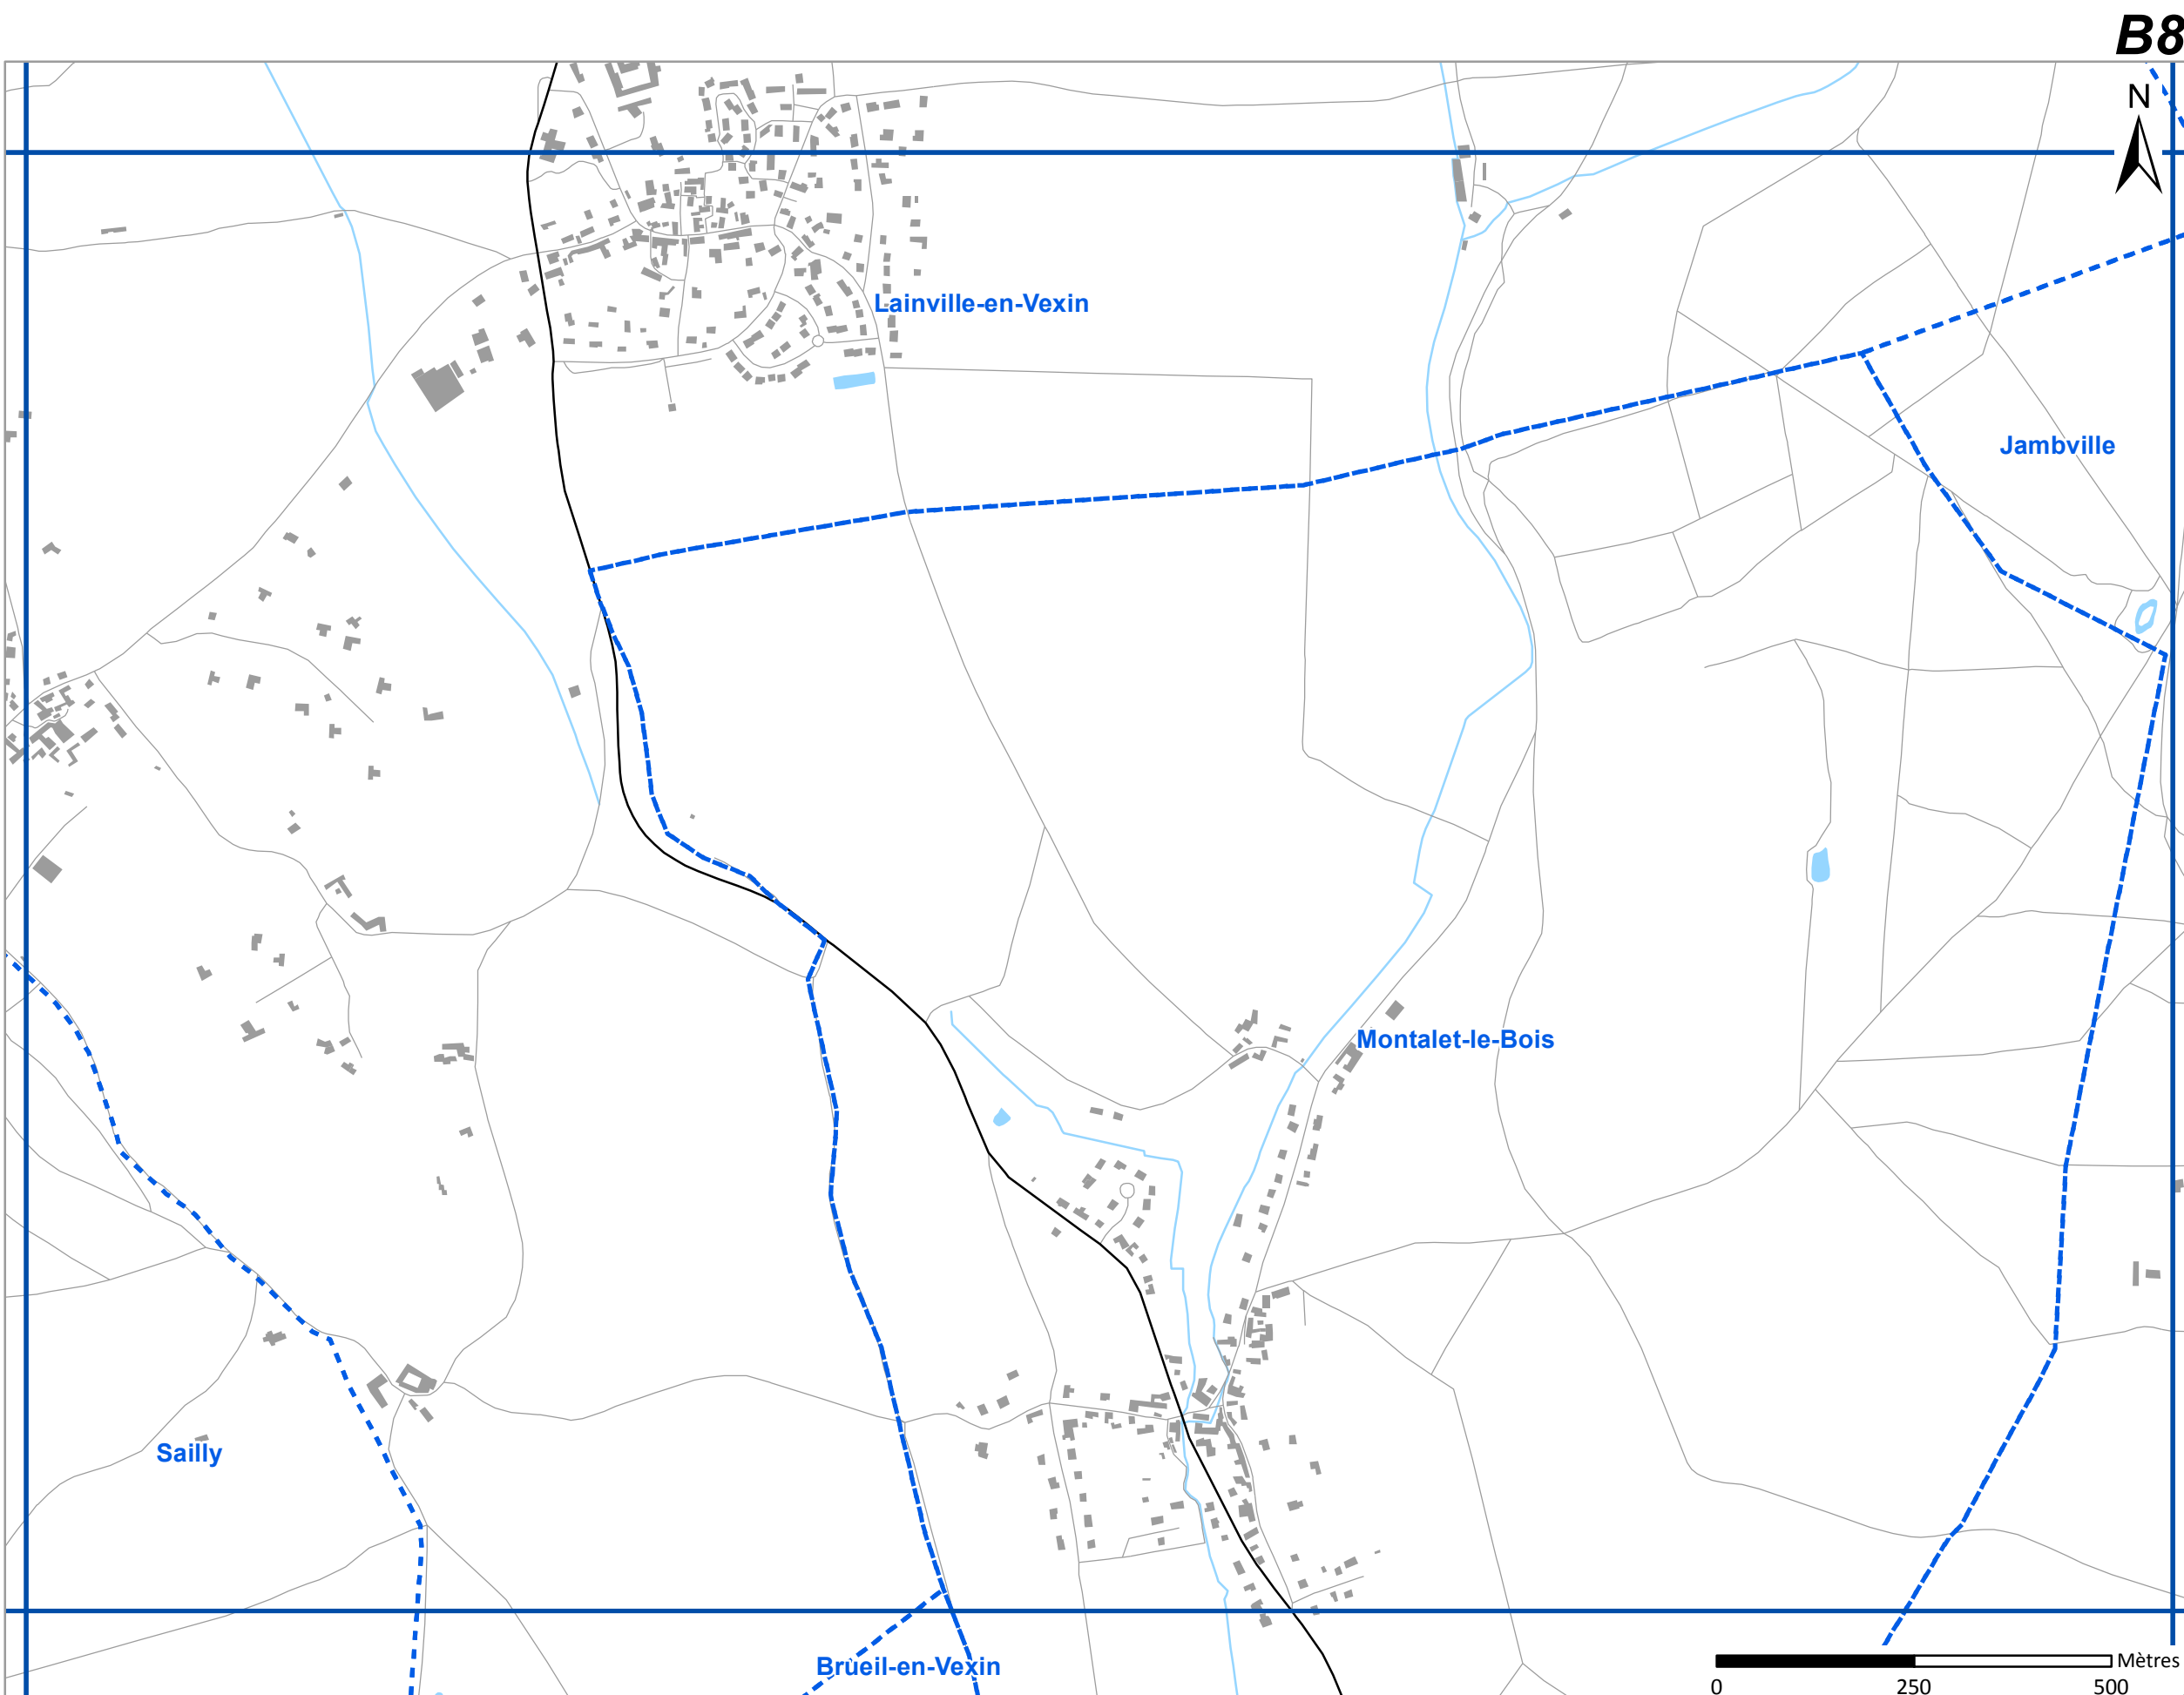 B8
N
Lainville-en-Vexin
Jambville
Montalet-le-Bois
Sailly
Brueil-en-Vexin
Mètres
0 250 500